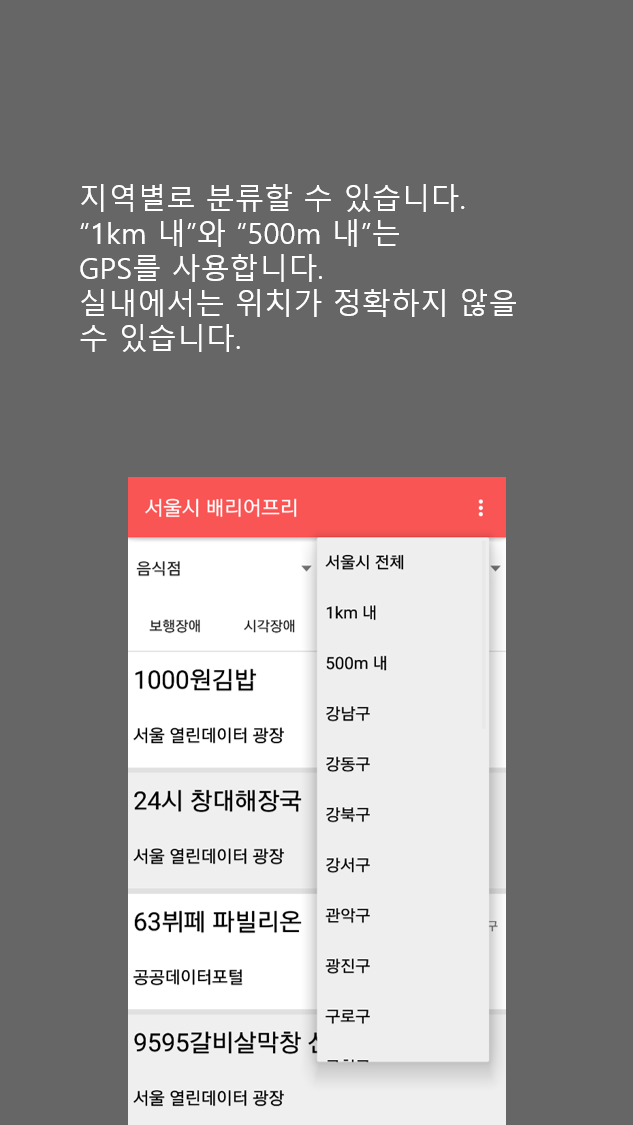 지역별로 분류할 수 있습니다.
“1km 내”와 “500m 내”는
GPS를 사용합니다.
실내에서는 위치가 정확하지 않을
수 있습니다.
서울시 배리어프리
음식점
보행장애 시각장애
1000원김밥
서울 열린데이터 광장
24시 창대해장국
서울 열린데이터 광장
63뷔페 파빌리온
구
공공데이터포털
9595갈비살막창
서울 열린데이터 광장
서울시 전체
1km 내
500m 내
강남구
강동구
강북구
강서구
관악구
광진구
구로구